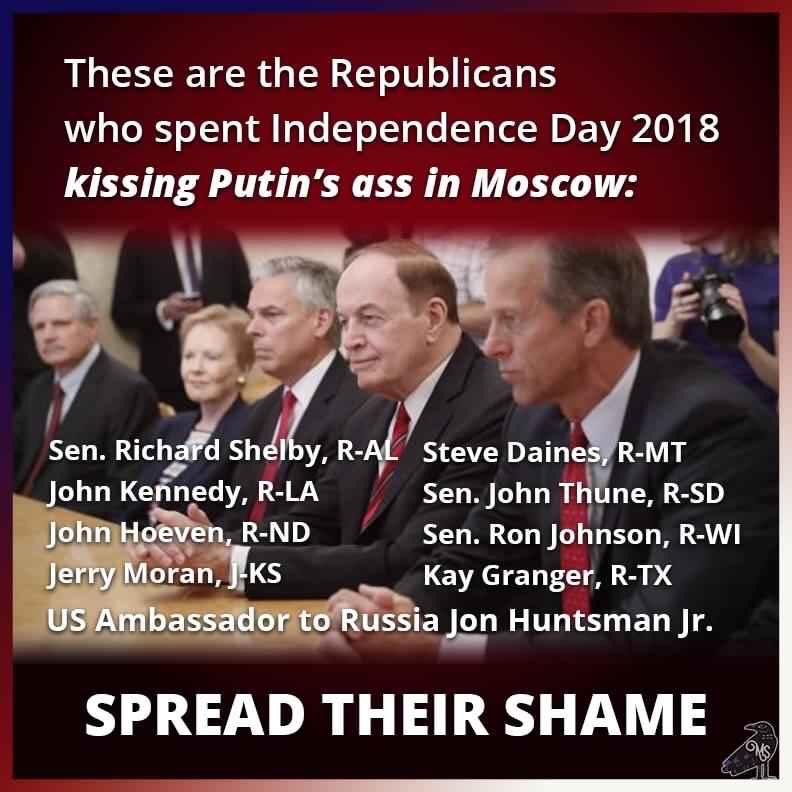 These are the Republicans
who spent Independence Day 2018
kissing Putin's ass in Moscow:
Sen. Richard Shelby, R-AL
John Kennedy, R-LA
John Hoeven, R-ND
Jerry Moran, J-KS
Steve Daines, R-MT
Sen. John Thune, R-SD
Sen. Ron Johnson, R-WI
Kay Granger, R-TX
US Ambassador to Russia Jon Huntsman Jr.
SPREAD THEIR SHAME
MS